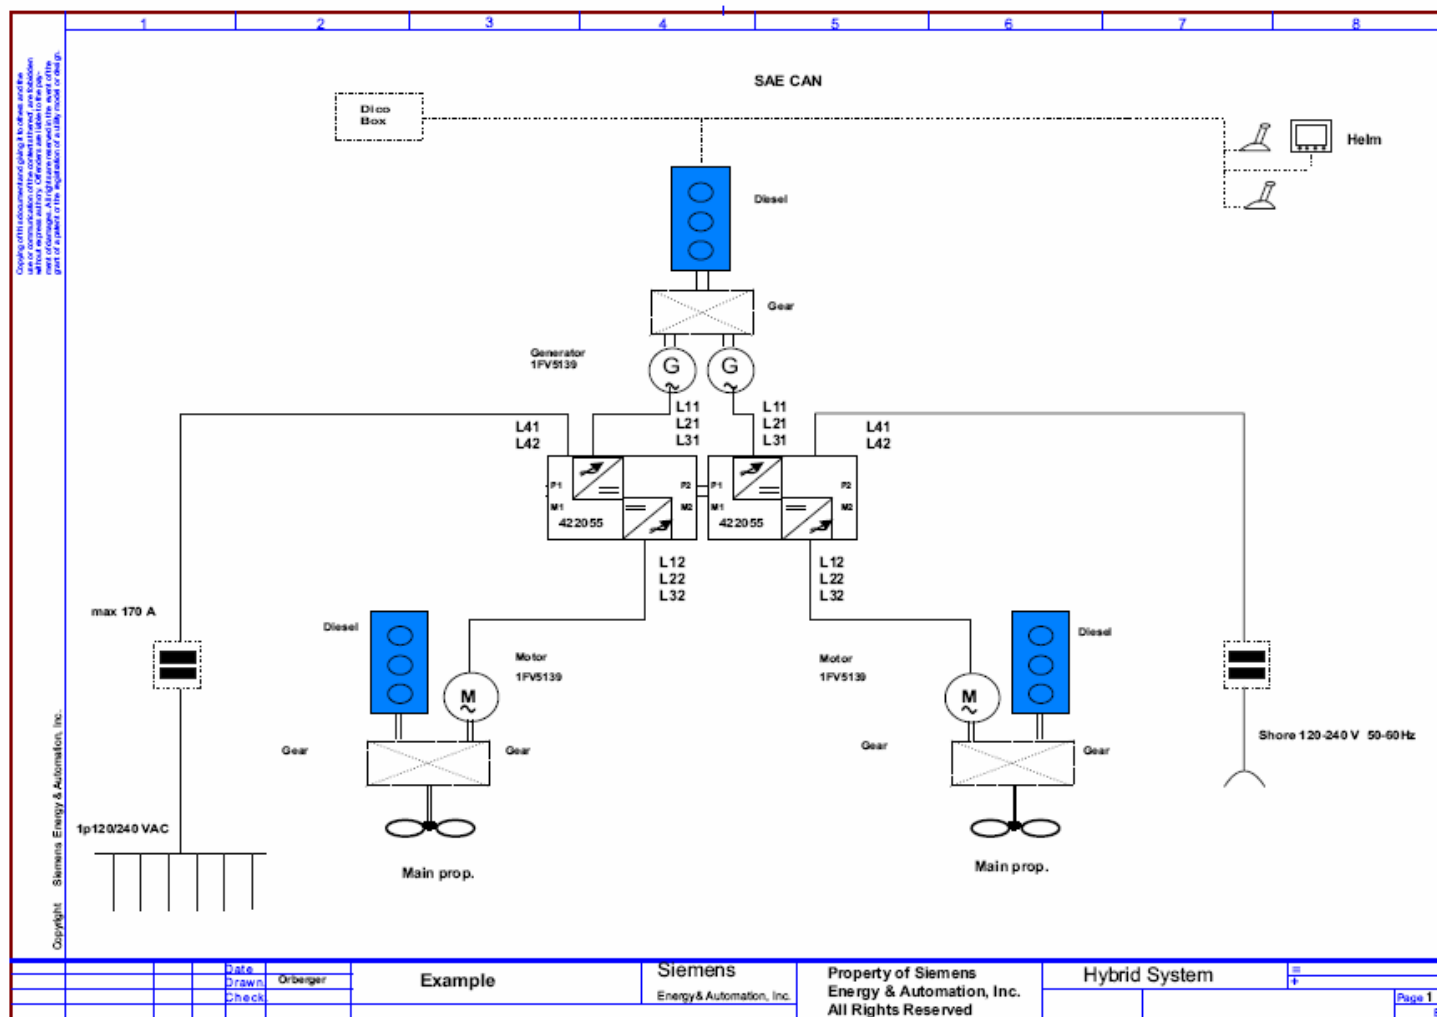 1 2 3 4 5 6 7 8
SAE CAN
Dico
Box
Helm
Diesel
Gear
Generator
1FV5139
G G
L11
L21
L31
L11
L21
L31
L41
L42
L41
L42
P1 P2 P1 P2
M1 M2 M1 M2
422055 422055
L12
L22
L32
L12
L22
L32
max 170 A
Diesel
Motor
1FV5139
M
Motor
1FV5139
M
Diesel
Gear Gear
Gear Gear
Shore 120-240 V 50-60Hz
1p120/240 VAC
Main prop.
Main prop.
Copyright Siemens Energy & Automation, Inc.
Date
Drawn Orberger
Check
Example
Siemens
Energy & Automation, Inc.
Property of Siemens
Energy & Automation, Inc.
All Rights Reserved
Hybrid System
=
+
Page 1